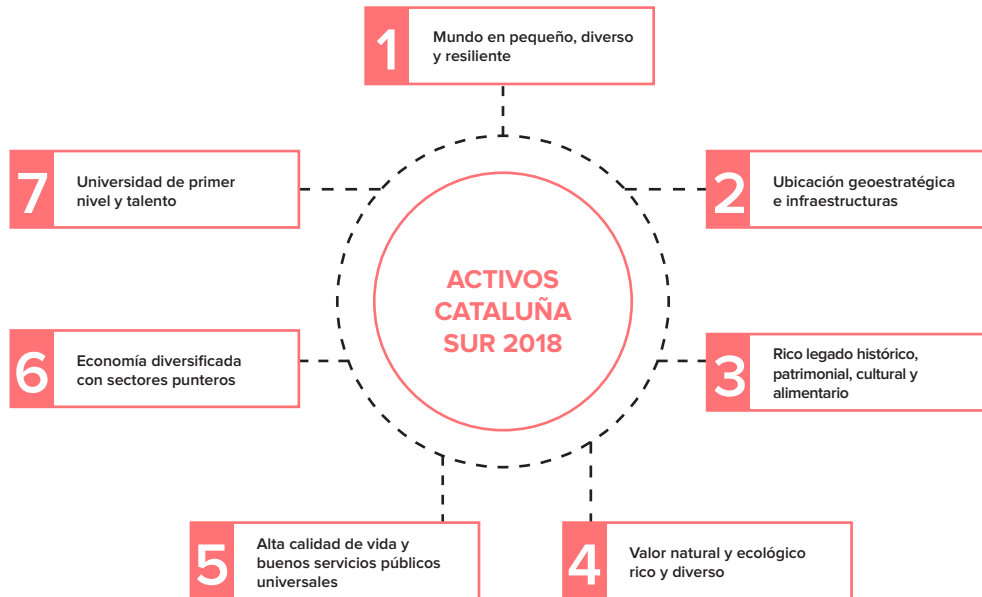 1
Mundo en pequeño, diverso
y resiliente
2
Ubicación geoestratégica
e infraestructuras
3
Rico legado histórico,
patrimonial, cultural y
alimentario
4
Valor natural y ecológico
rico y diverso
5
Alta calidad de vida y
buenos servicios públicos
universales
6
Economía diversificada
con sectores punteros
7
Universidad de primer
nivel y talento
ACTIVOS
CATALUÑA
SUR 2018